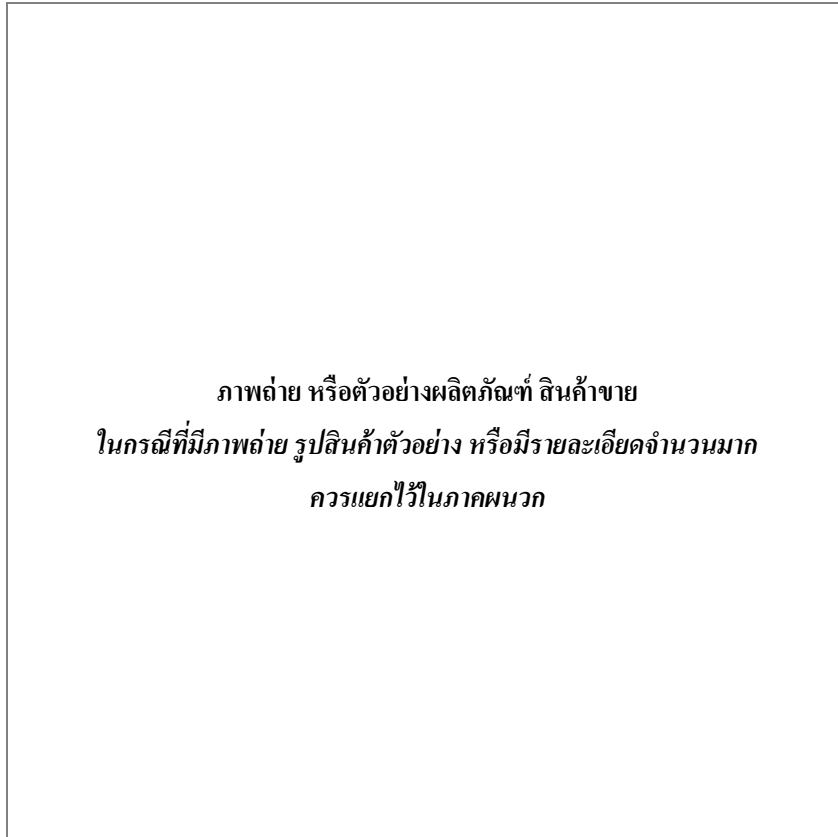 ภาพถ่าย หรือตัวอย่างผลิตภัณฑ์ สินค้าขาย
ในกรณีที่มีภาพถ่าย รูปสินค้าตัวอย่าง หรือมีรายละเอียดจำนวนมาก
ควรแยกไว้ในภาคผนวก